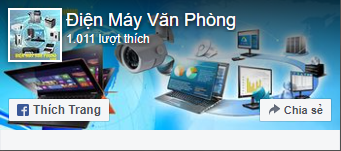 Điện Máy Văn Phòng
1.011 lượt thích
Thích Trang
Chia sẻ